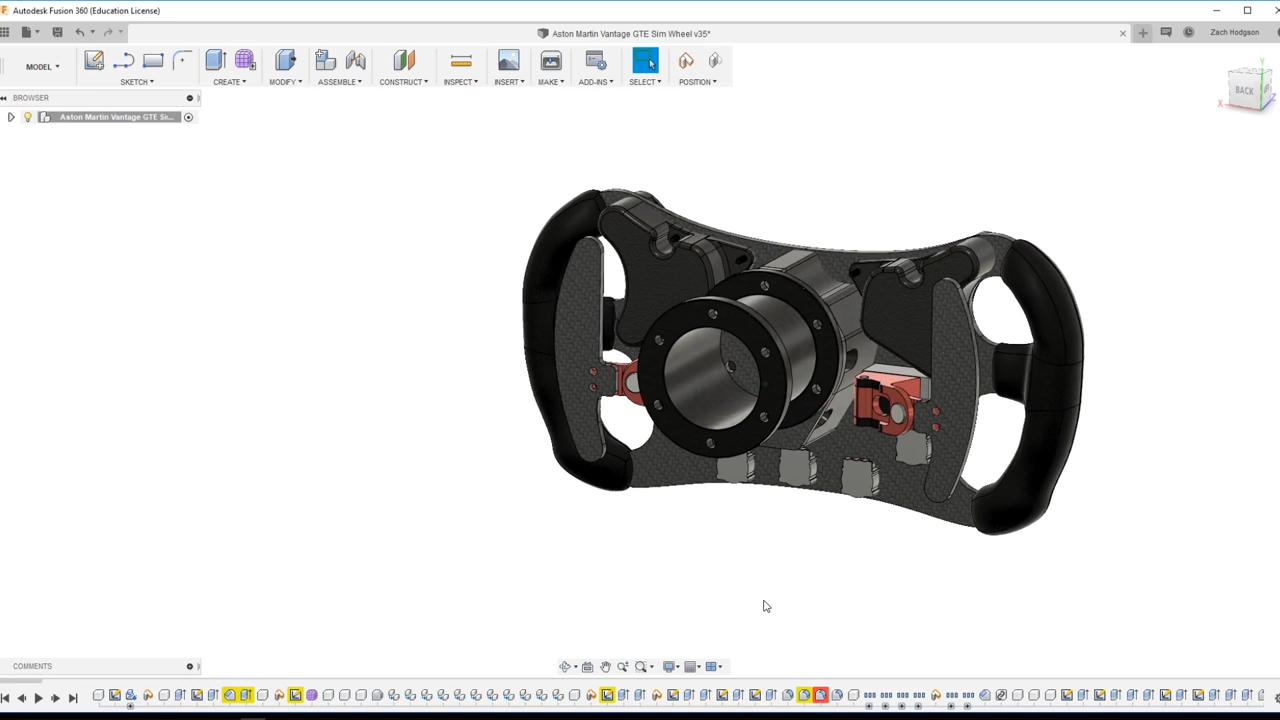 Autodesk Fusion 360 (Education License)
Aston Martin Vantage GTE Sim Wheel v35*
Zach Hodgson
MODEL
SKETCH
CREATE
MODIFY
ASSEMBLE
CONSTRUCT
INSPECT
INSERT
MAKE
ADD-INS
SELECT
POSITION
BROWSER
Aston Martin Vantage GTE Si...
Y
BACK
X
Z
COMMENTS